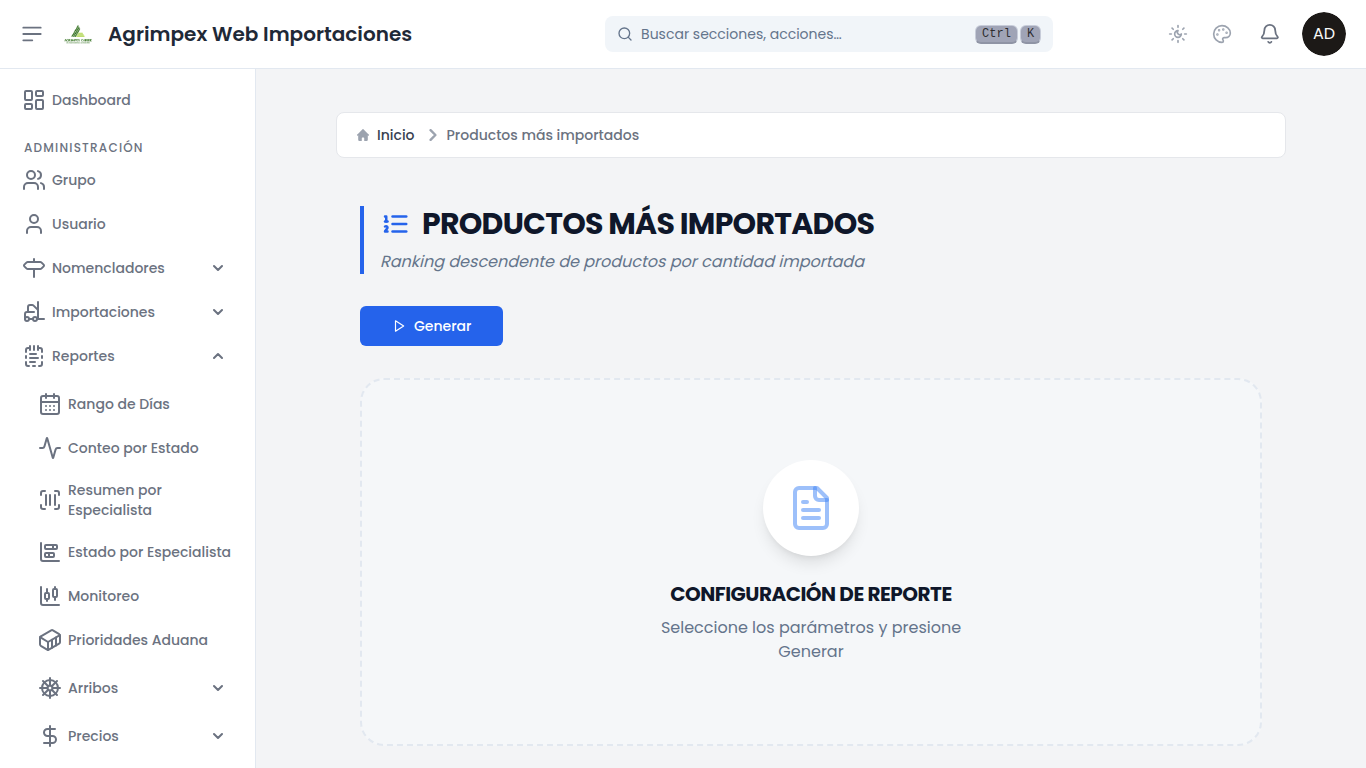 Agrimpex Web Importaciones
Buscar secciones, acciones...
Ctrl K
AD
Dashboard
ADMINISTRACIÓN
Grupo
Usuario
Nomencladores
Importaciones
Reportes
Rango de Días
Conteo por Estado
Resumen por
Especialista
Estado por Especialista
Monitoreo
Prioridades Aduana
Arribos
Precios
Inicio
Productos más importados
PRODUCTOS MÁS IMPORTADOS
Ranking descendente de productos por cantidad importada
Generar
CONFIGURACIÓN DE REPORTE
Seleccione los parámetros y presione
Generar